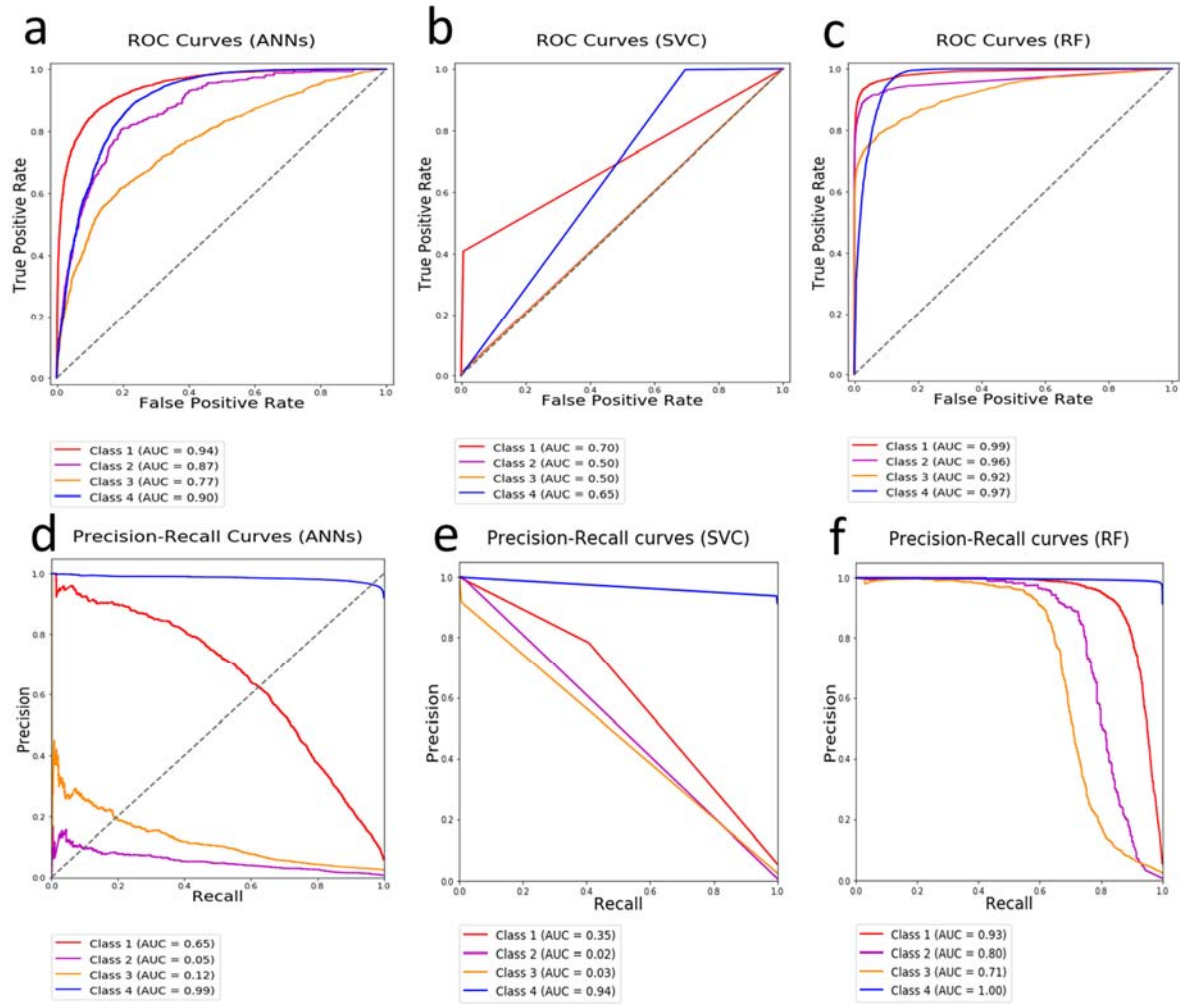 a
ROC Curves (ANNs)
True Positive Rate
1.0
0.8
0.6
0.4
0.2
0.0
0.0 0.2 0.4 0.6 0.8 1.0
False Positive Rate
Class 1 (AUC = 0.94)
Class 2 (AUC = 0.87)
Class 3 (AUC = 0.77)
Class 4 (AUC = 0.90)
b
ROC Curves (SVC)
True Positive Rate
1.0
0.8
0.6
0.4
0.2
0.0
0.0 0.2 0.4 0.6 0.8 1.0
False Positive Rate
Class 1 (AUC = 0.70)
Class 2 (AUC = 0.50)
Class 3 (AUC = 0.50)
Class 4 (AUC = 0.65)
c
ROC Curves (RF)
True Positive Rate
1.0
0.8
0.6
0.4
0.2
0.0
0.0 0.2 0.4 0.6 0.8 1.0
False Positive Rate
Class 1 (AUC = 0.99)
Class 2 (AUC = 0.96)
Class 3 (AUC = 0.92)
Class 4 (AUC = 0.97)
d
Precision-Recall Curves (ANNs)
Precision
1.0
0.8
0.6
0.4
0.2
0.0
0.0 0.2 0.4 0.6 0.8 1.0
Recall
Class 1 (AUC = 0.65)
Class 2 (AUC = 0.05)
Class 3 (AUC = 0.12)
Class 4 (AUC = 0.99)
e
Precision-Recall curves (SVC)
Precision
1.0
0.8
0.6
0.4
0.2
0.0
0.0 0.2 0.4 0.6 0.8 1.0
Recall
Class 1 (AUC = 0.35)
Class 2 (AUC = 0.02)
Class 3 (AUC = 0.03)
Class 4 (AUC = 0.94)
f
Precision-Recall curves (RF)
Precision
1.0
0.8
0.6
0.4
0.2
0.0
0.0 0.2 0.4 0.6 0.8 1.0
Recall
Class 1 (AUC = 0.93)
Class 2 (AUC = 0.80)
Class 3 (AUC = 0.71)
Class 4 (AUC = 1.00)